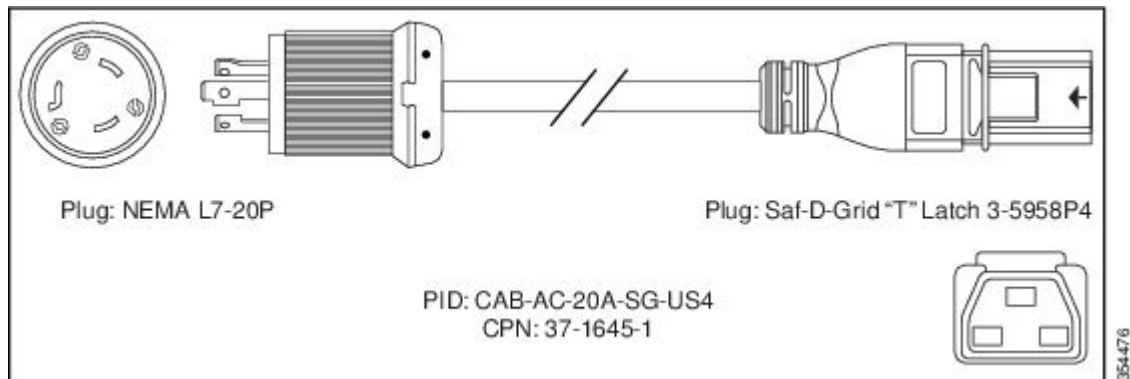 Plug: NEMA L7-20P
Plug: Saf-D-Grid “T” Latch 3-5958P4
PID: CAB-AC-20A-SG-US4
CPN: 37-1645-1
354476